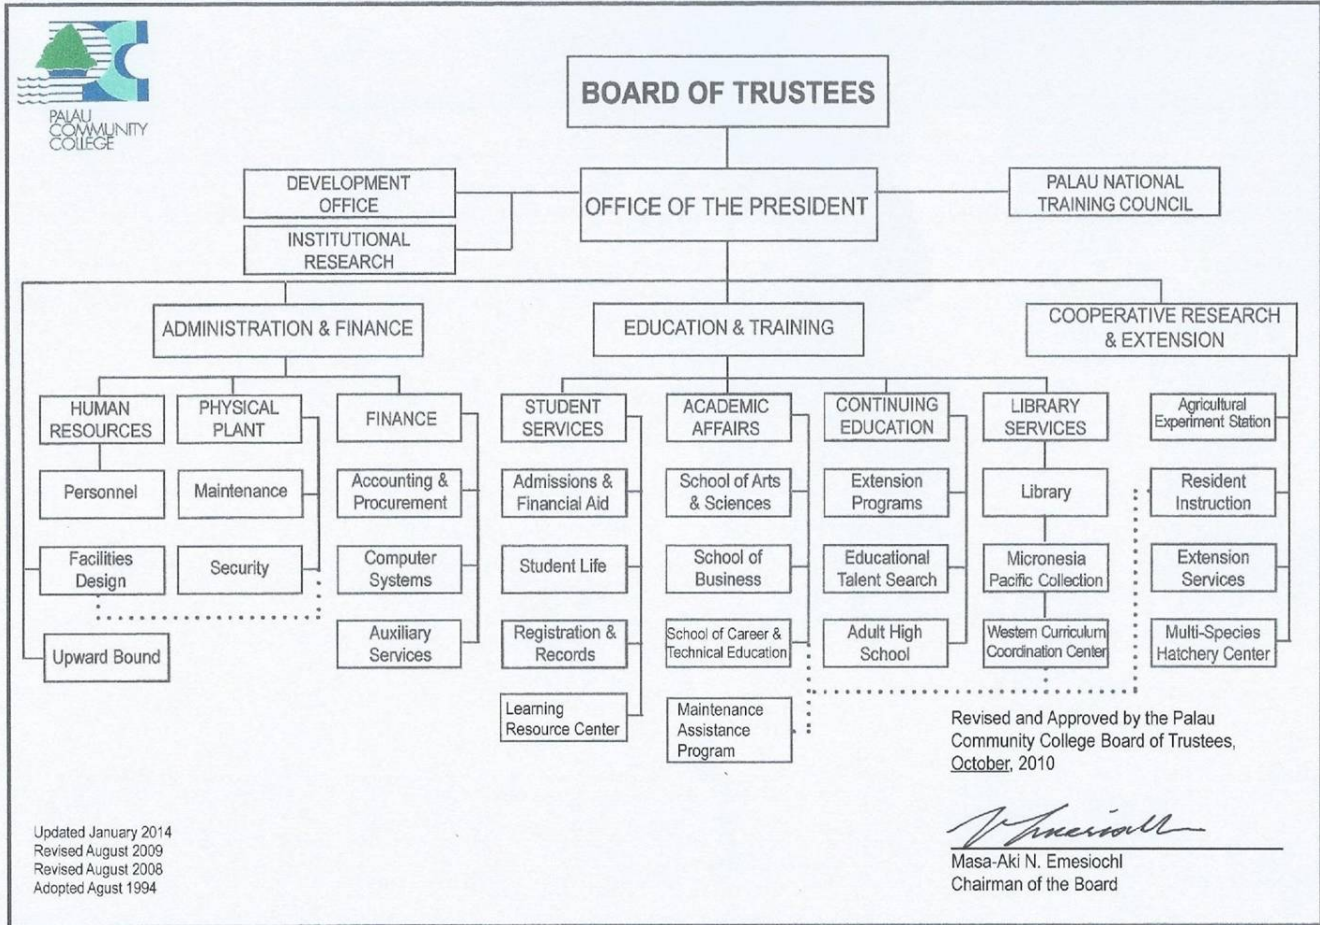 PALAU
COMMUNITY
COLLEGE
BOARD OF TRUSTEES
DEVELOPMENT
OFFICE
OFFICE OF THE PRESIDENT
PALAU NATIONAL
TRAINING COUNCIL
INSTITUTIONAL
RESEARCH
ADMINISTRATION & FINANCE
EDUCATION & TRAINING
COOPERATIVE RESEARCH
& EXTENSION
HUMAN
RESOURCES
PHYSICAL
PLANT
FINANCE
STUDENT
SERVICES
ACADEMIC
AFFAIRS
CONTINUING
EDUCATION
LIBRARY
SERVICES
Agricultural
Experiment Station
Personnel
Maintenance
Accounting &
Procurement
Admissions &
Financial Aid
School of Arts
& Sciences
Extension
Programs
Library
Resident
Instruction
Facilities
Design
Security
Computer
Systems
Student Life
School of
Business
Educational
Talent Search
Micronesia
Pacific Collection
Extension
Services
Upward Bound
Auxiliary
Services
Registration &
Records
School of Career &
Technical Education
Adult High
School
Western Curriculum
Coordination Center
Multi-Species
Hatchery Center
Learning
Resource Center
Maintenance
Assistance
Program
Revised and Approved by the Palau
Community College Board of Trustees,
October, 2010
Masa-Aki N. Emesiochl
Chairman of the Board
Updated January 2014
Revised August 2009
Revised August 2008
Adopted Agust 1994